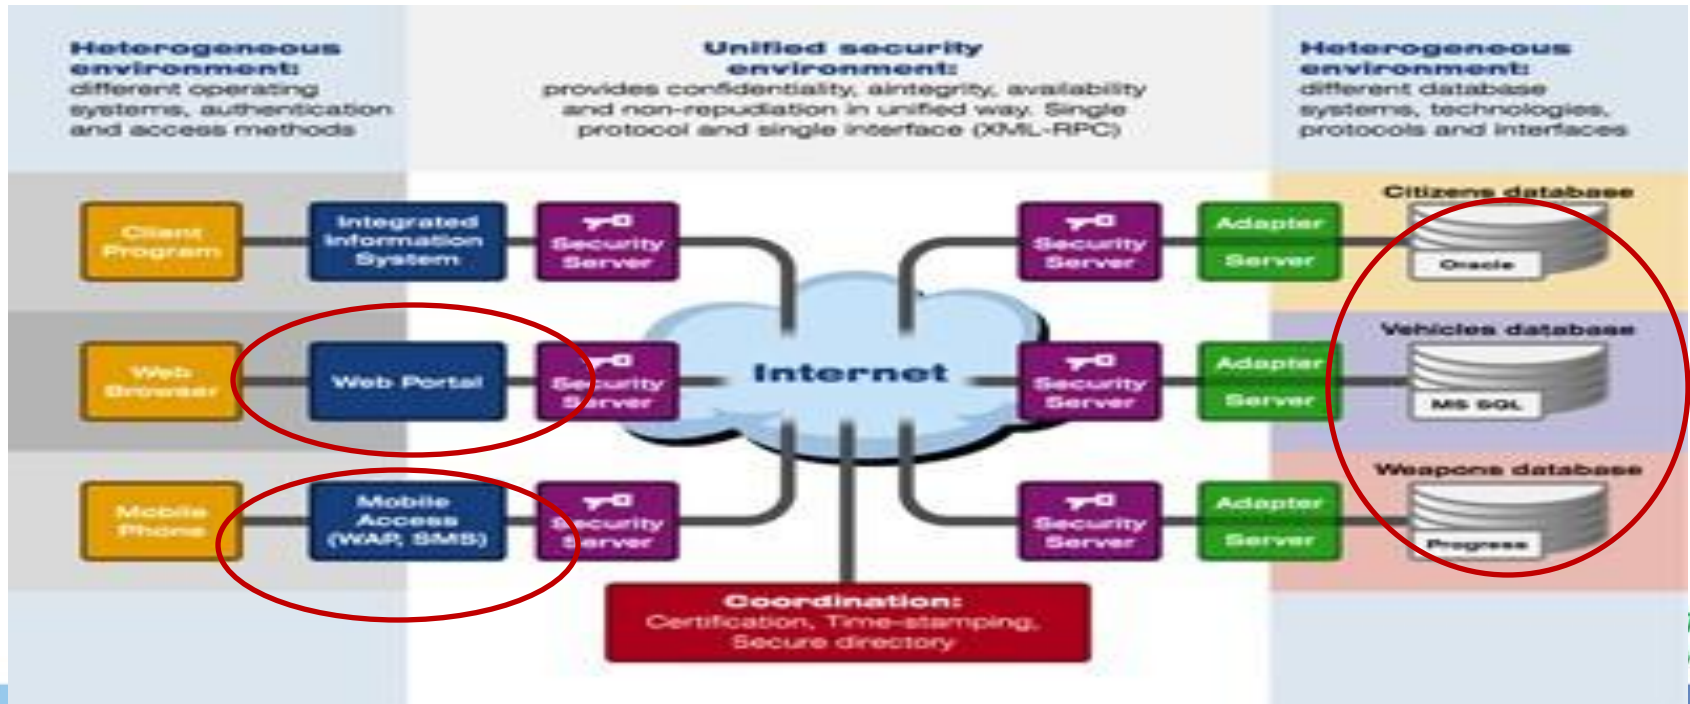 Heterogeneous
environment:
different operating
systems, authentication
and access methods
Unified security
environment:
provides confidentiality, aintegrity, availability
and non-repudiation in unified way. Single
protocol and single interface (XML-RPC)
Heterogeneous
environment:
different database
systems, technologies,
protocols and interfaces
Client
Program
Integrated
Information
System
Security
Server
Security
Server
Adapter
Server
Citizens database
Oracle
Web
Browser
Web Portal
Security
Server
Internet
Security
Server
Adapter
Server
Vehicles database
MS SQL
Mobile
Phone
Mobile
Access
(WAP, SMS)
Security
Server
Security
Server
Adapter
Server
Weapons database
Progress
Coordination:
Certification, Time-stamping,
Secure directory